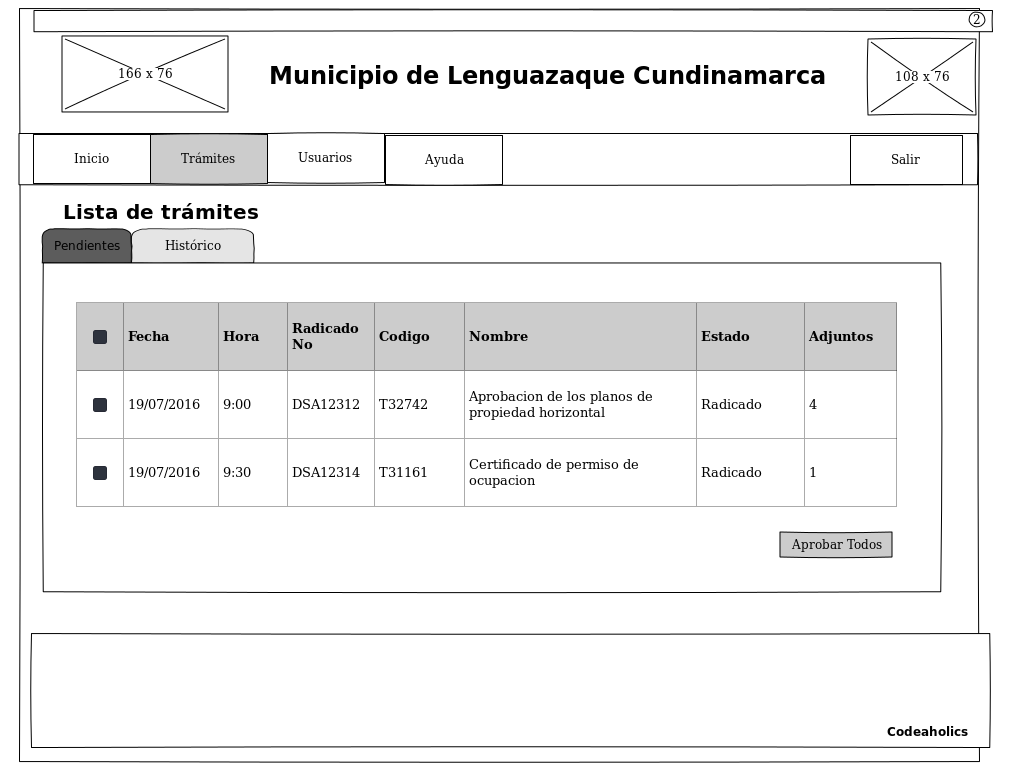 2
166 x 76
Municipio de Lenguazaque Cundinamarca
108 x 76
Inicio
Trámites
Usuarios
Ayuda
Salir
Lista de trámites
Pendientes
Histórico
Fecha
Hora
Radicado
No
Codigo
Nombre
Estado
Adjuntos
19/07/2016
9:00
DSA12312
T32742
Aprobacion de los planos de
propiedad horizontal
Radicado
4
19/07/2016
9:30
DSA12314
T31161
Certificado de permiso de
ocupacion
Radicado
1
Aprobar Todos
Codeaholics